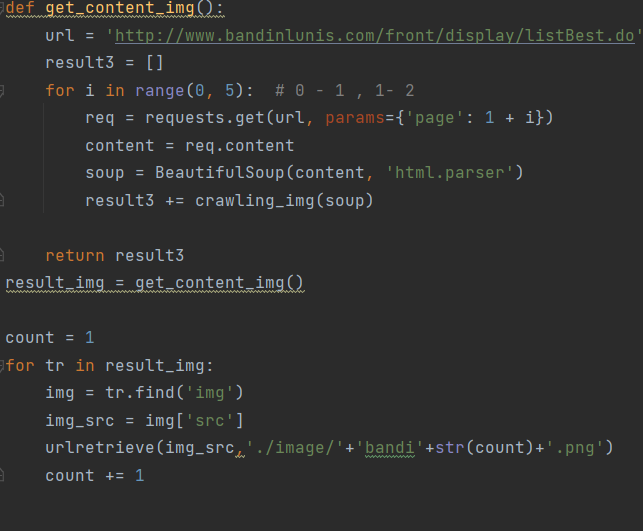 def get_content_img():
    url = 'http://www.bandinlunis.com/front/display/listBest.do'
    result3 = []
    for i in range(0, 5):  # 0 - 1 , 1- 2
        req = requests.get(url, params={'page': 1 + i})
        content = req.content
        soup = BeautifulSoup(content, 'html.parser')
        result3 += crawling_img(soup)
    return result3
result_img = get_content_img()
count = 1
for tr in result_img:
    img = tr.find('img')
    img_src = img['src']
    urlretrieve(img_src,'./image/'+'bandi'+str(count)+'.png')
    count += 1